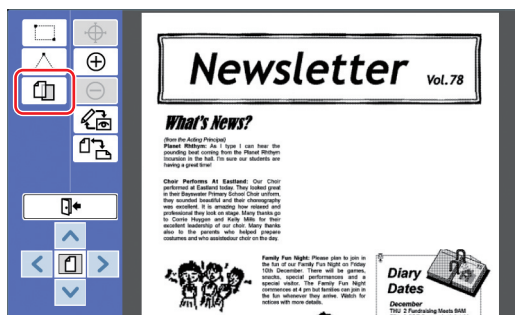 Newsletter Vol.78
What's News?
(from the Acting Principal)
Planet Rhthym: As I type I can hear the
pounding beat coming from the Planet Rhthym
incursion in the hall. I'm sure our students are
having a great time!
Choir Performs At Eastland: Our Choir
performed at Eastland today. They looked great
in their Bayswater Primary School Choir uniform,
they sounded beautiful and their choreography
was excellent. It is amazing how relaxed and
professional they look on stage. Many thanks go
to Corrie Huygen and Kelly Mills for their
excellent leadership of our choir. Many thanks
also to the parents who helped prepare
costumes and who assistedour choir on the day.
Family Fun Night: Please plan to join in
the fun of our Family Fun Night on Friday
10th December. There will be games,
snacks, special performances and a
special visitor. The Family Fun Night
commences at 4 pm but families can join in
the fun whenever they arrive. Watch for
notices with more details.
Diary
Dates
December
THU 2 Fundraising Meets 9AM